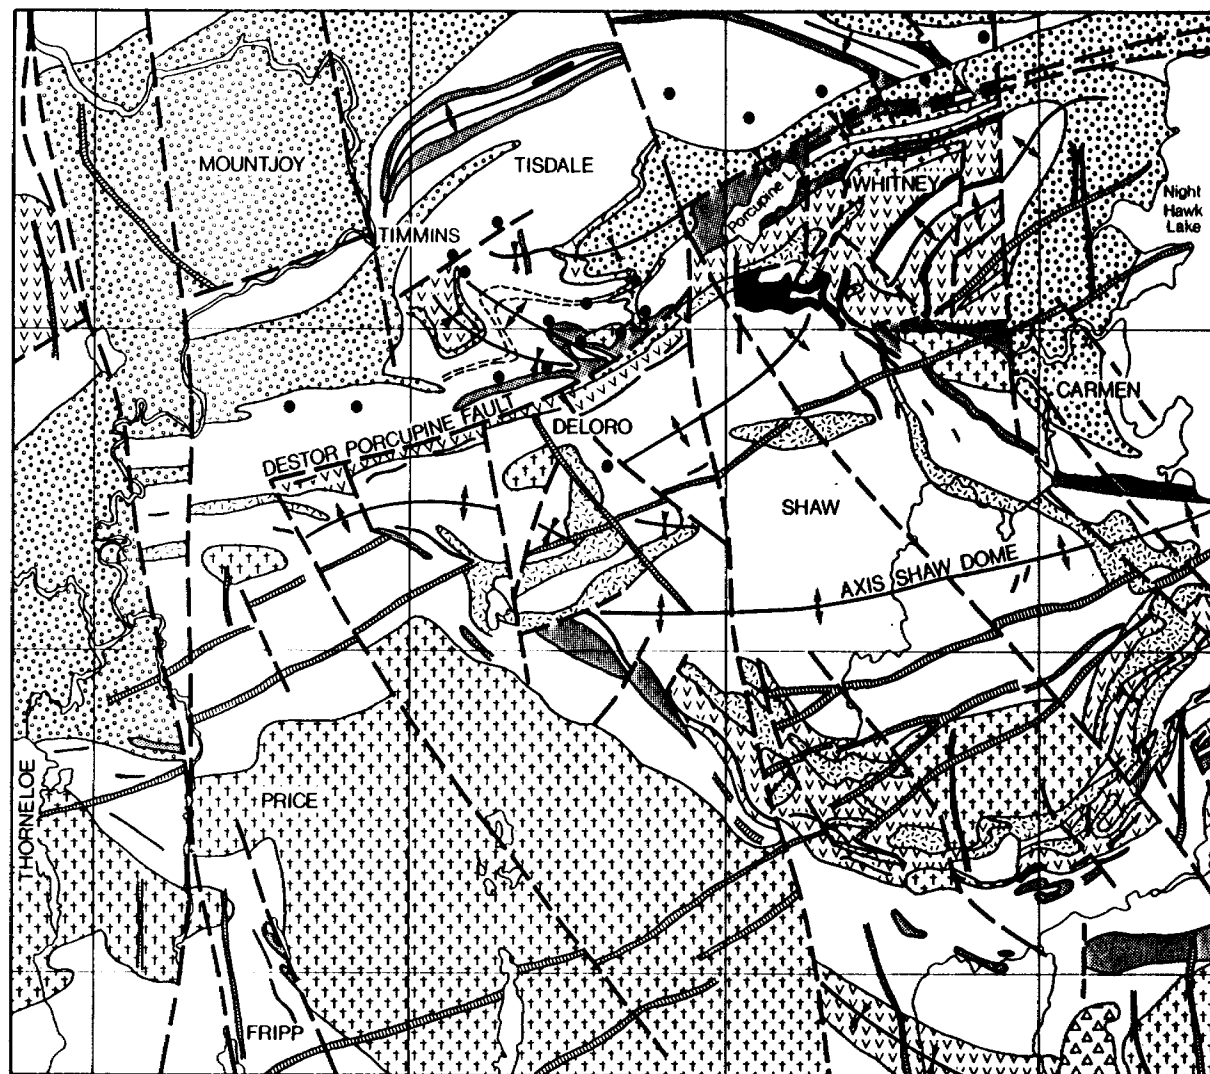 MOUNTJOY
TISDALE
Porcupine L.
WHITNEY
Night
Hawk
Lake
TIMMINS
CARMEN
DESTOR PORCUPINE FAULT
DELORO
SHAW
AXIS SHAW DOME
THORNELOE
PRICE
FRIPP